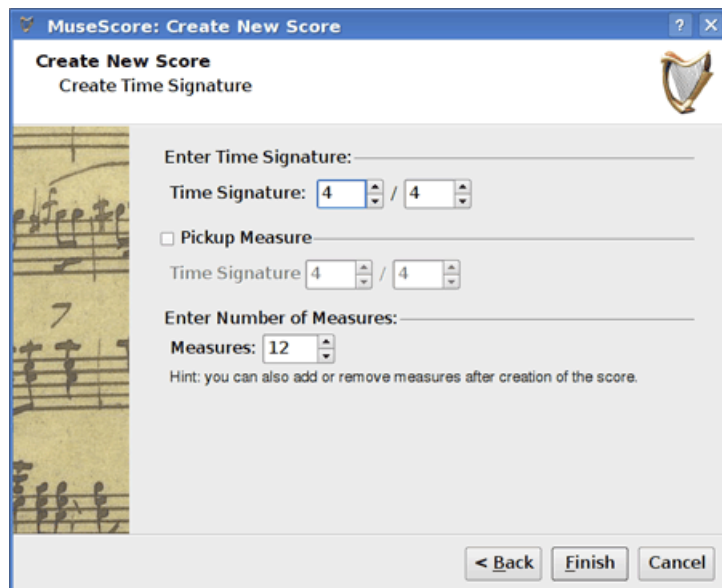 MuseScore: Create New Score ? X
Create New Score
Create Time Signature
Enter Time Signature:
Time Signature: 4 / 4
Pickup Measure
Time Signature 4 / 4
Enter Number of Measures:
Measures: 12
Hint: you can also add or remove measures after creation of the score.
< Back Finish Cancel